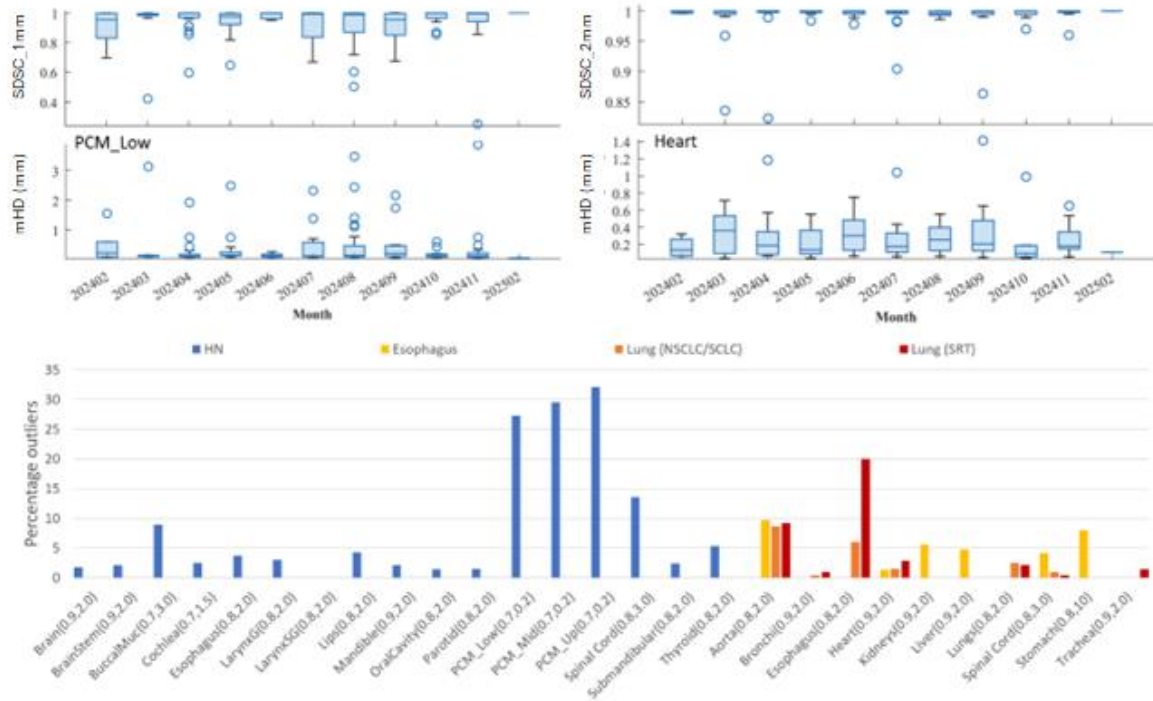 SDSC_1mm
1
0.8
0.6
0.4
PCM_Low
mHD (mm)
3
2
1
202402 202403 202404 202405 202406 202407 202408 202409 202410 202411 202502
Month
SDSC_2mm
1
0.95
0.9
0.85
Heart
mHD (mm)
1.4
1.2
1
0.8
0.6
0.4
0.2
202402 202403 202404 202405 202406 202407 202408 202409 202410 202411 202502
Month
HN Esophagus Lung (NSCLC/SCLC) Lung (SRT)
Percentage outliers
35
30
25
20
15
10
5
0
Brain(0.9,2.0)
BrainStem(0.9,2.0)
BuccalMuc(0.7,3.0)
Cochlea(0.7,1.5)
Esophagus(0.8,2.0)
LarynxG(0.8,2.0)
LarynkSG(0.8,2.0)
Lips(0.8,2.0)
Mandible(0.9,2.0)
OralCavity(0.8,2.0)
Parotid(0.8,2.0)
PCM_Low(0.7,0.2)
PCM_Mid(0.7,0.2)
PCM_Up(0.7,0.2)
Spinal Cord(0.8,3.0)
Submandibular(0.8,2.0)
Thyroid(0.8,2.0)
Aorta(0.8,2.0)
Bronchi(0.9,2.0)
Esophagus(0.8,2.0)
Heart(0.9,2.0)
Kidneys(0.9,2.0)
Liver(0.9,2.0)
Lungs(0.8,2.0)
Spinal Cord(0.8,3.0)
Stomach(0.8,10)
Trachea(0.9,2.0)